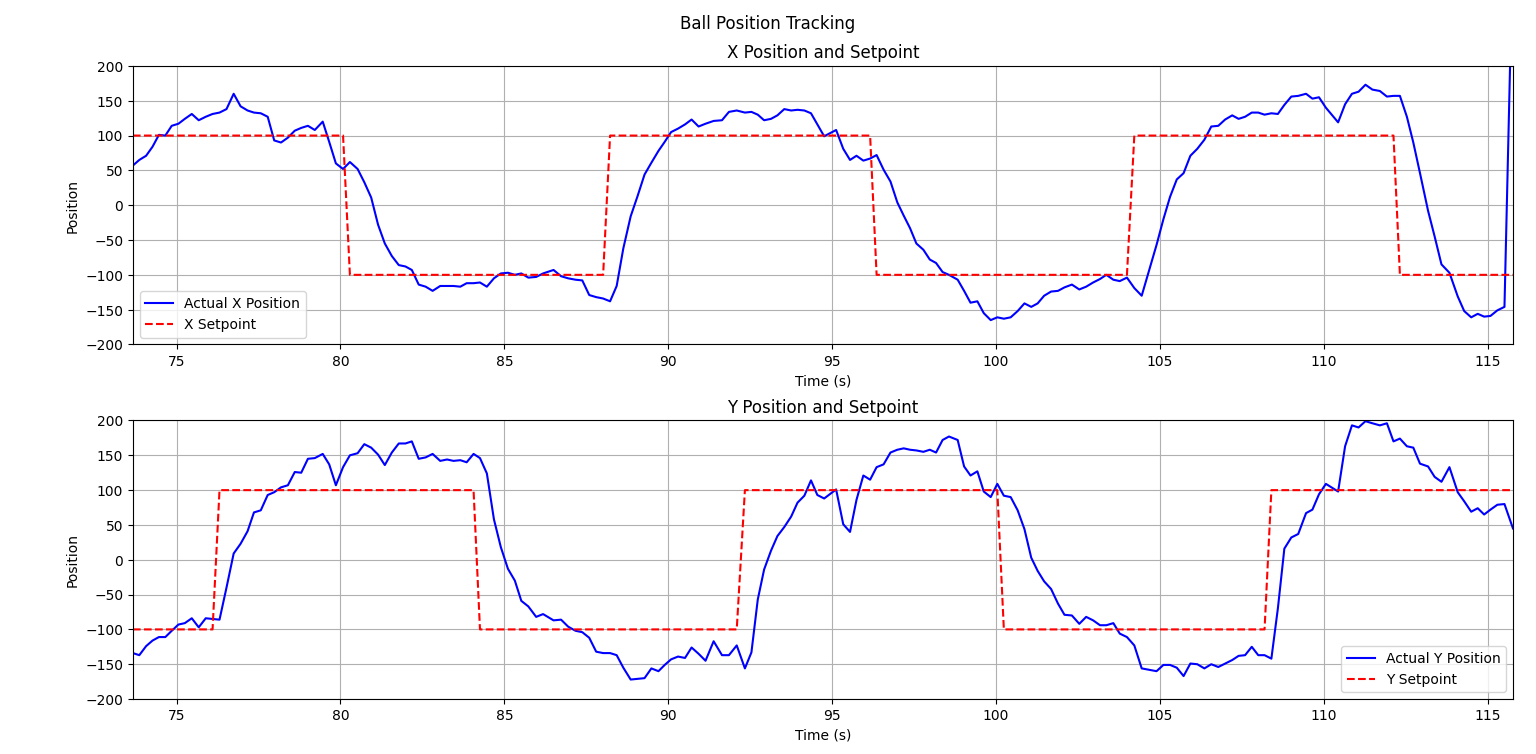 Ball Position Tracking
X Position and Setpoint
200
150
100
50
0
−50
−100
−150
−200
Position
Actual X Position
X Setpoint
75 80 85 90 95 100 105 110 115
Time (s)
Y Position and Setpoint
200
150
100
50
0
−50
−100
−150
−200
Position
Actual Y Position
Y Setpoint
75 80 85 90 95 100 105 110 115
Time (s)